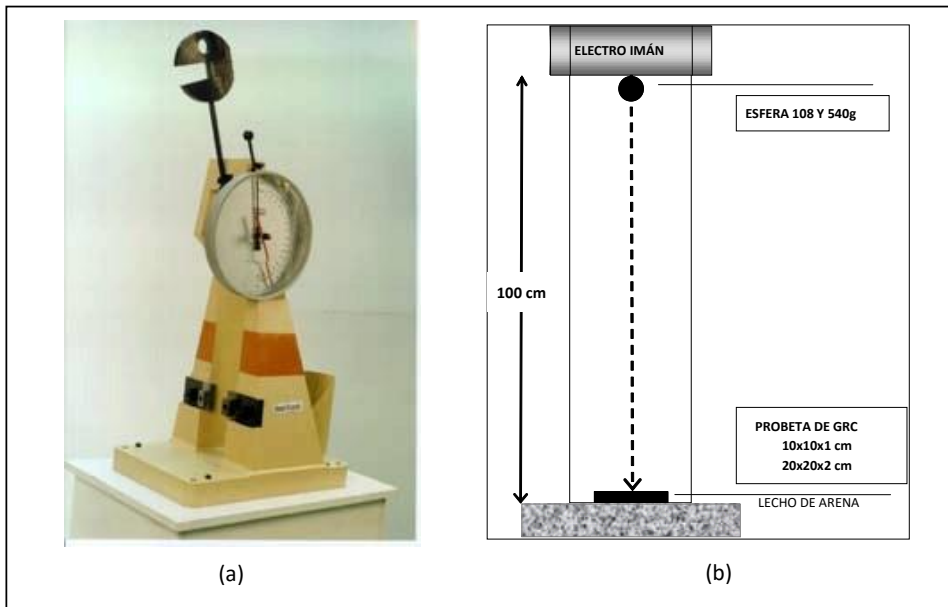 ELECTRO IMÁN
ESFERA 108 Y 540g
100 cm
PROBETA DE GRC
10x10x1 cm
20x20x2 cm
LECHO DE ARENA
(a)
(b)